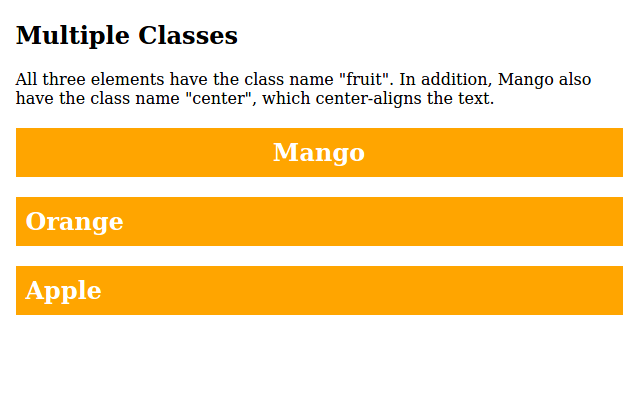 Multiple Classes
All three elements have the class name "fruit". In addition, Mango also
have the class name "center", which center-aligns the text.
Mango
Orange
Apple